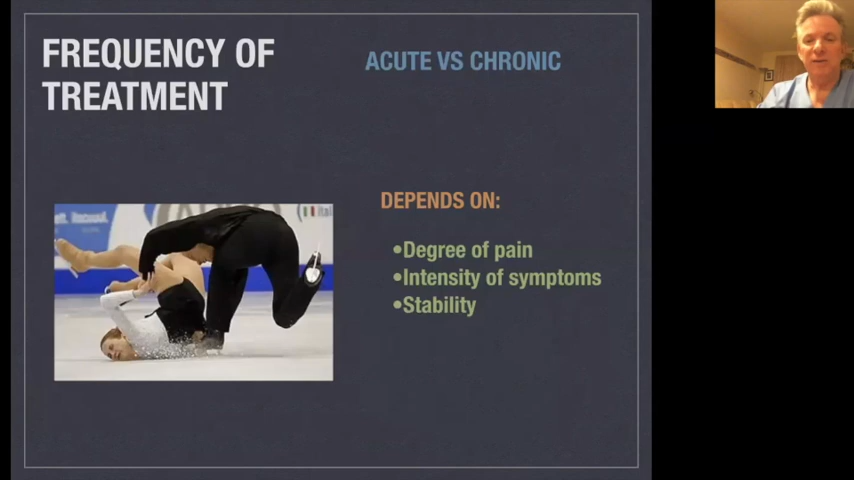 FREQUENCY OF
TREATMENT
ACUTE VS CHRONIC
DEPENDS ON:
•Degree of pain
•Intensity of symptoms
•Stability